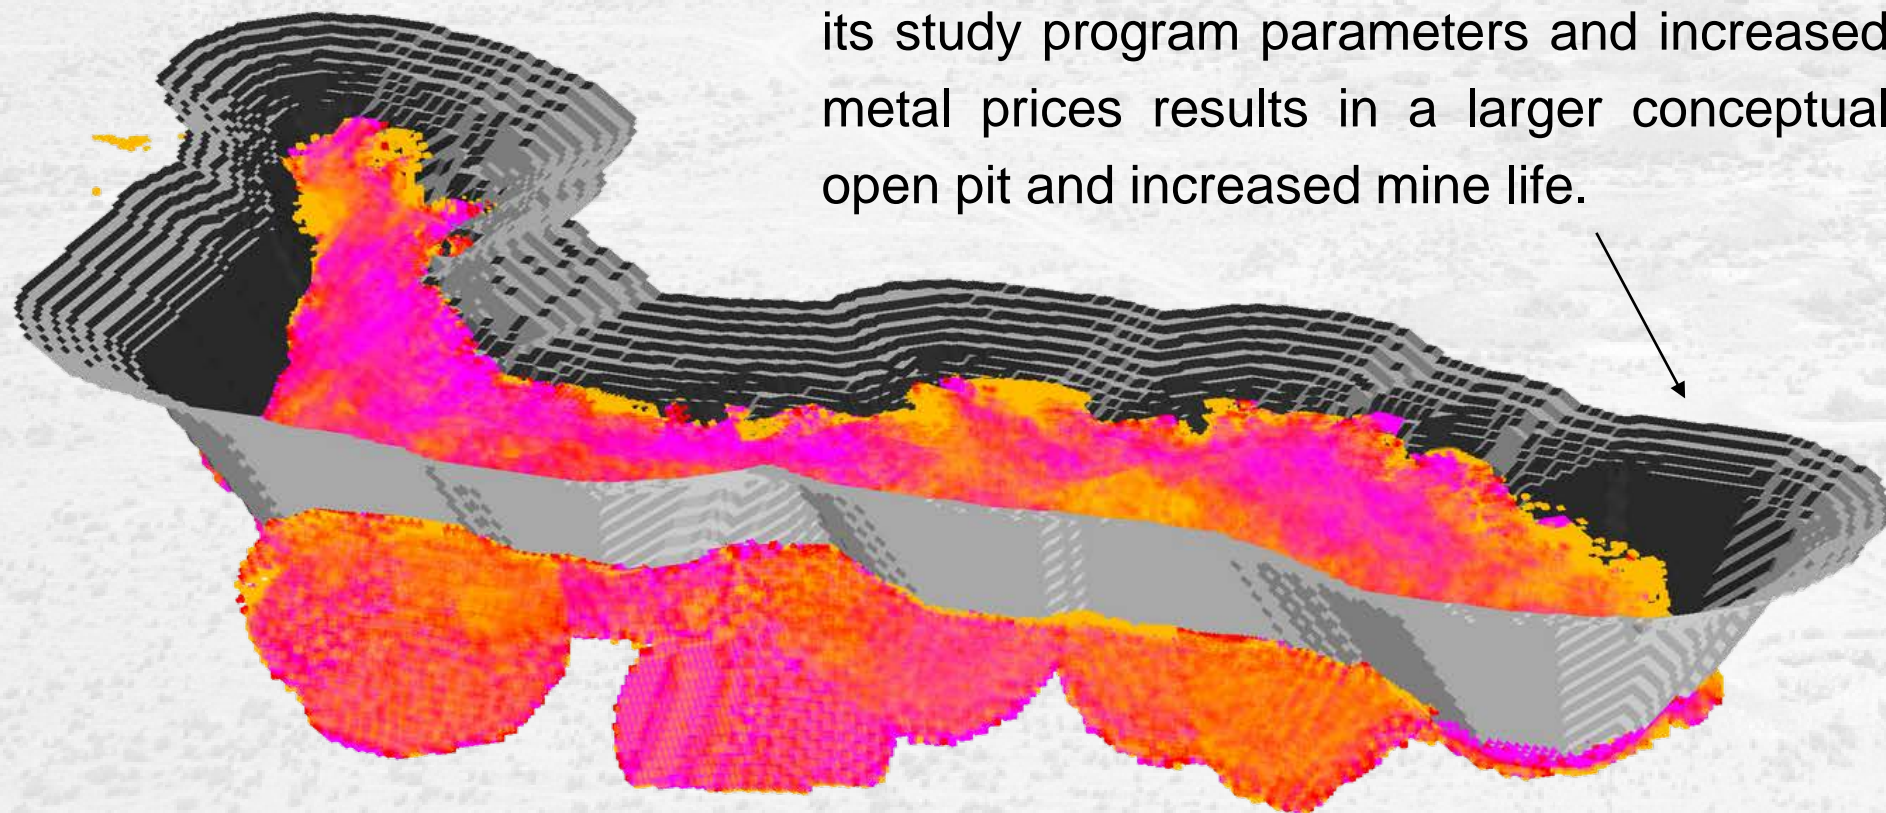 its study program parameters and increased
metal prices results in a larger conceptual
open pit and increased mine life.